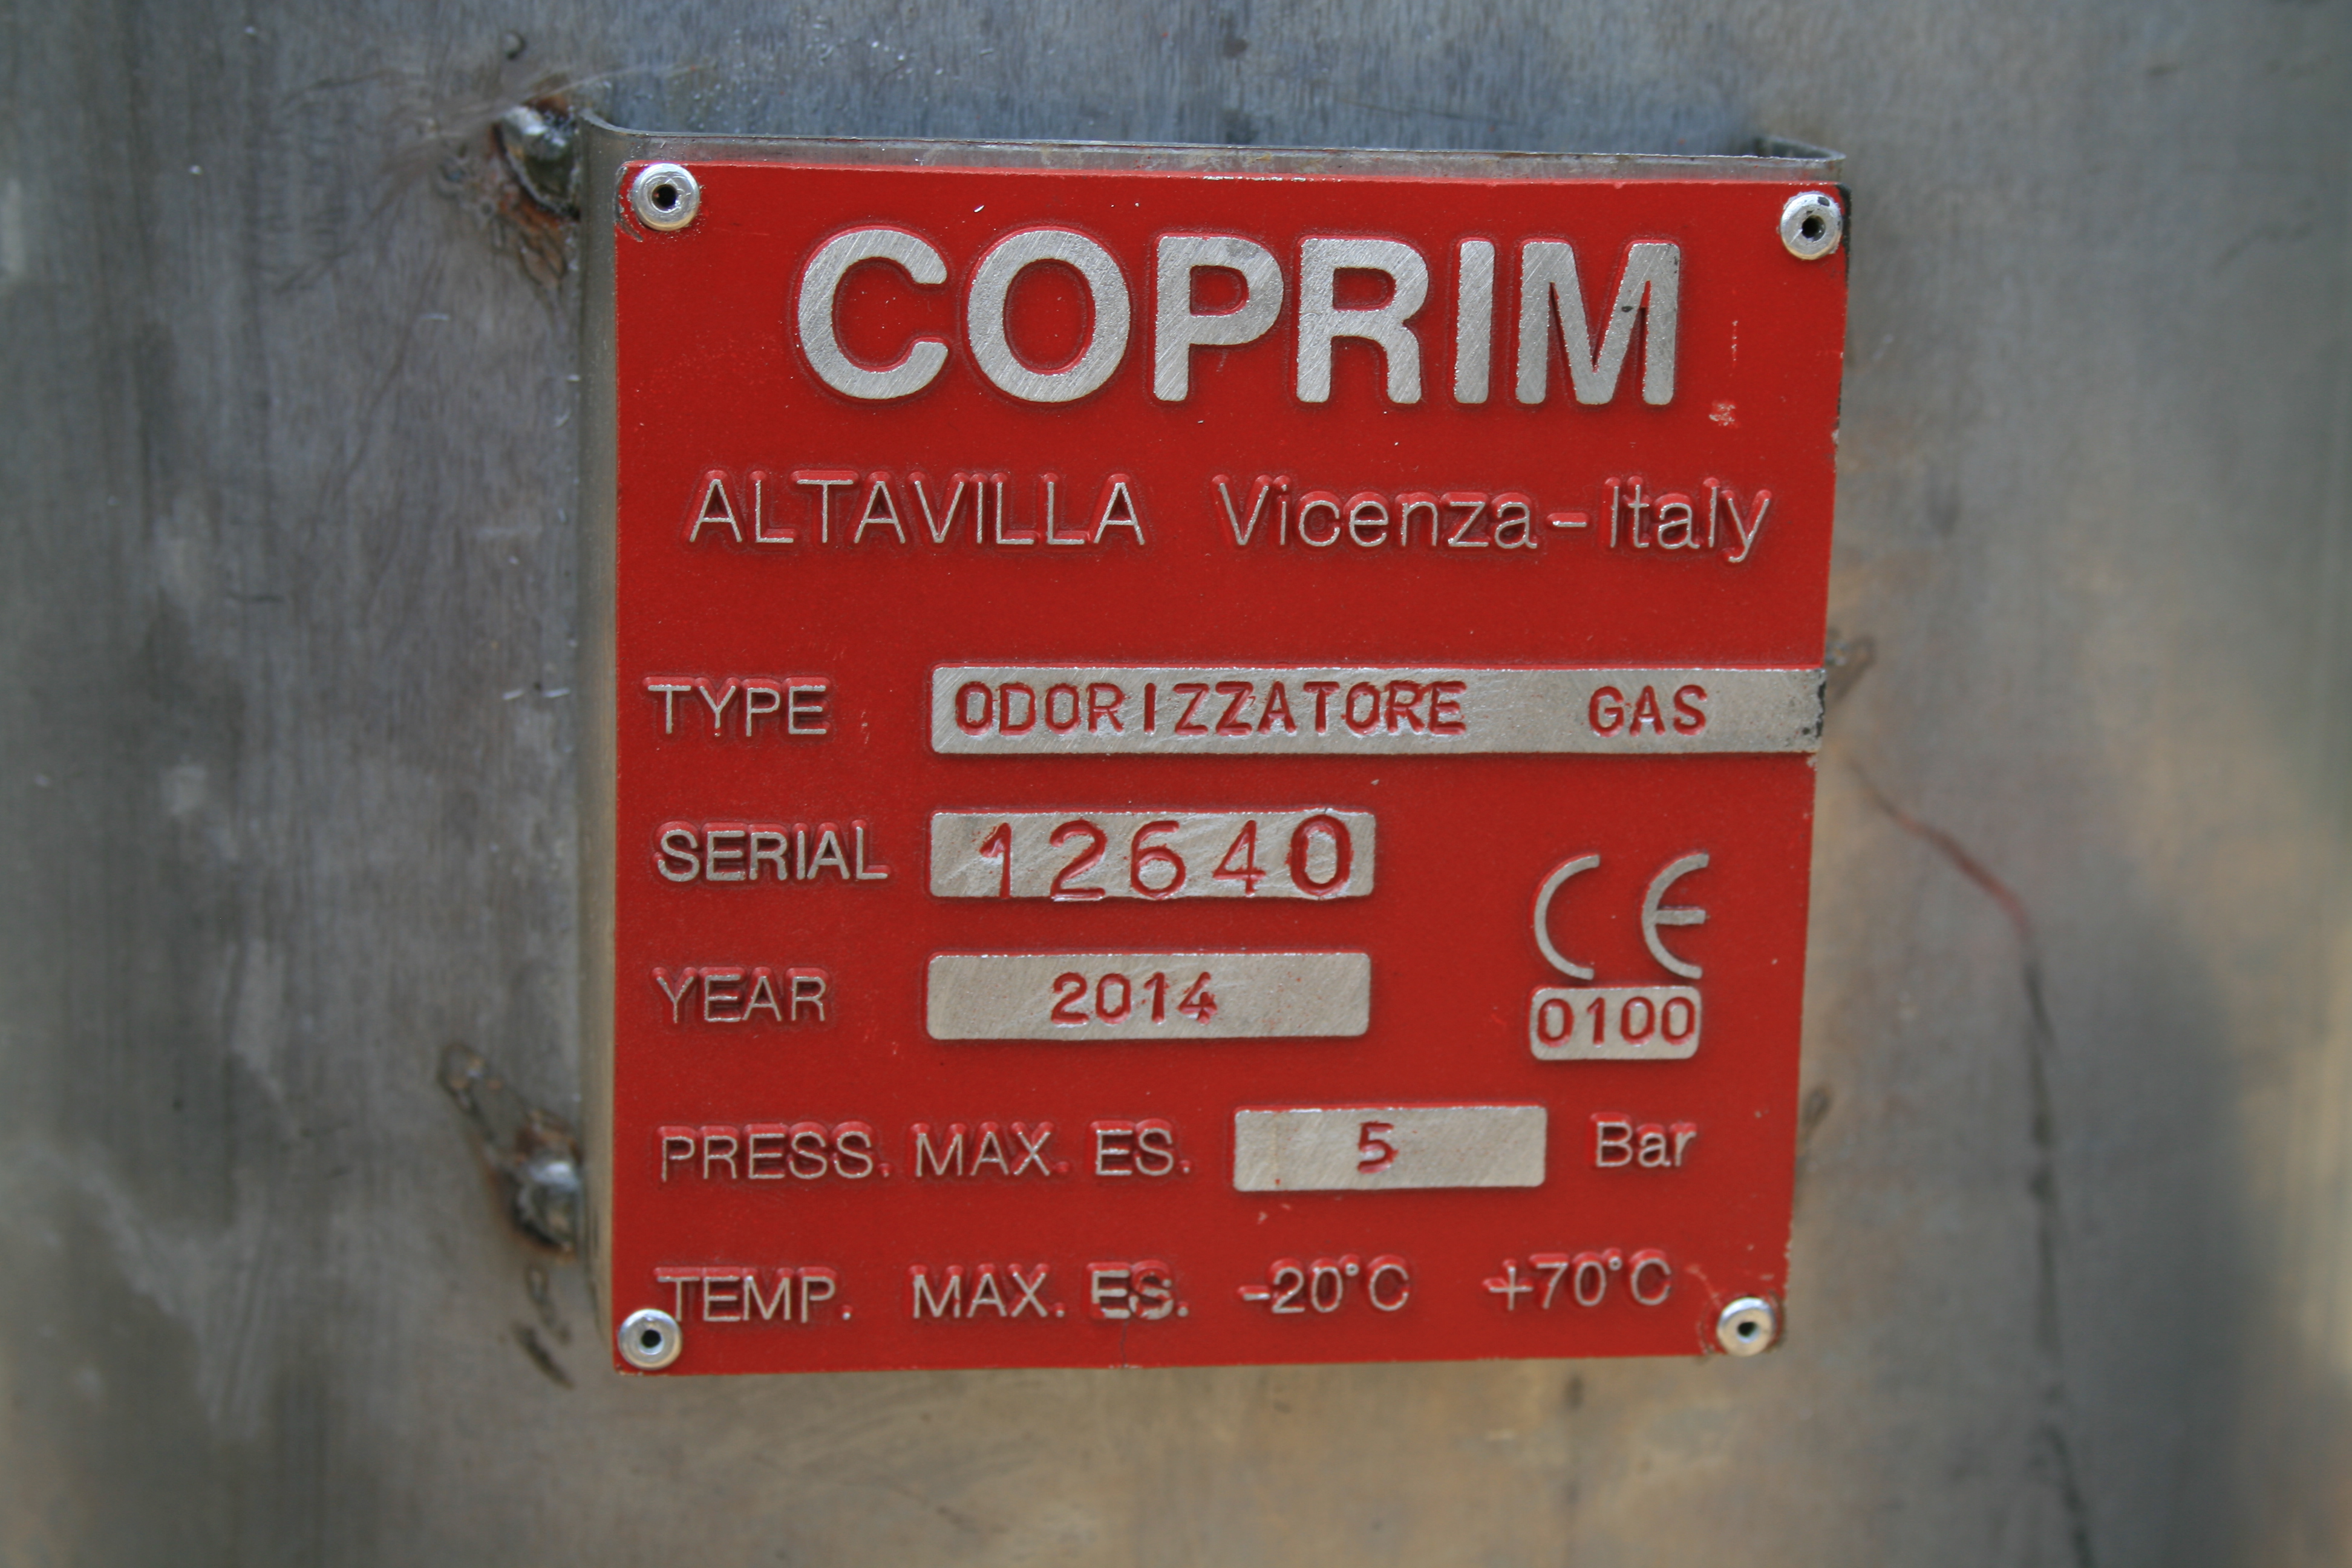 COPRIM
ALTAVILLA Vicenza-Italy
TYPE ODORIZZATORE GAS
SERIAL 12640
YEAR 2014
CE
0100
PRESS. MAX. ES. 5 Bar
TEMP. MAX. ES. -20°C +70°C